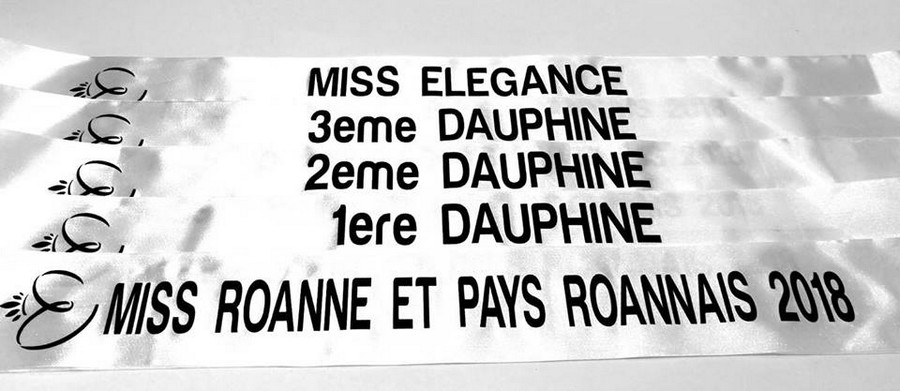 MISS ELEGANCE
3eme DAUPHINE
2eme DAUPHINE
1ere DAUPHINE
MISS ROANNE ET PAYS ROANNAIS 2018